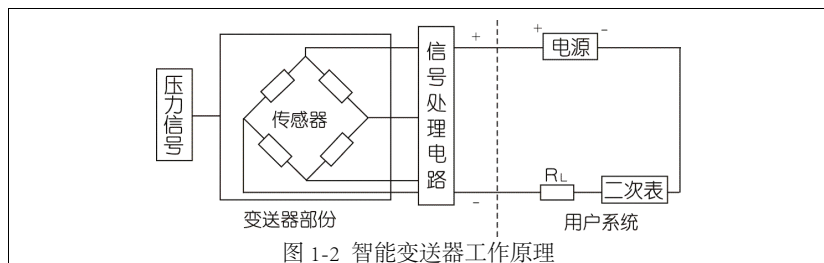 压力信号
传感器
变送器部份
信号处理电路
+
-
+
电源
-
RL
二次表
用户系统
图 1-2 智能变送器工作原理